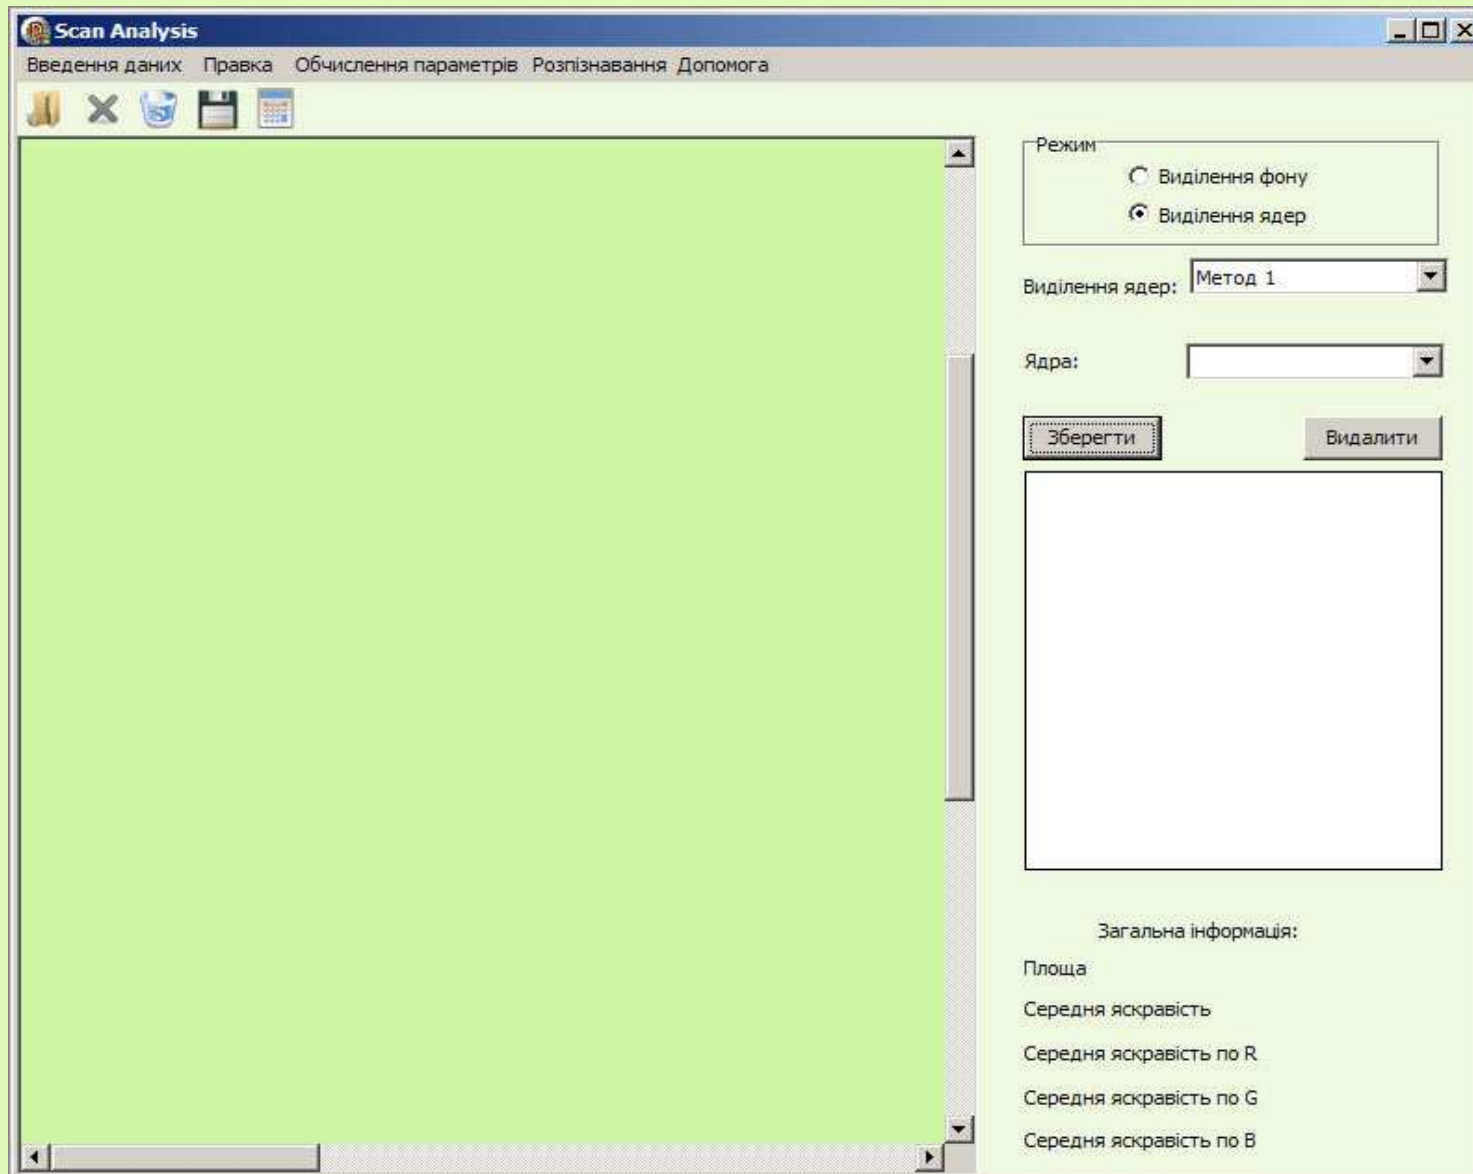 Scan Analysis
Введення даних Правка Обчислення параметрів Розпізнавання Допомога
Режим
Виділення фону
Виділення ядер
Виділення ядер: Метод 1
Ядра:
Зберегти Видалити
Загальна інформація:
Площа
Середня яскравість
Середня яскравість по R
Середня яскравість по G
Середня яскравість по B